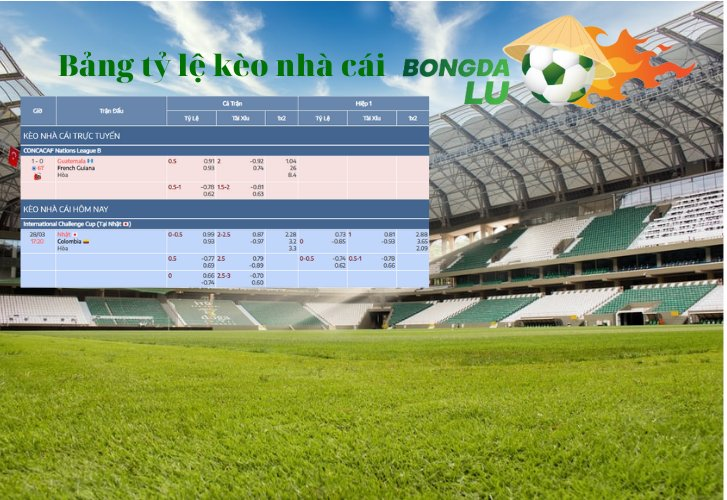 Bảng tỷ lệ kèo nhà cái BONGDA
LU
Giờ Trận Đấu Cả Trận Hiệp 1
Tỷ Lệ Tài Xỉu 1x2 Tỷ Lệ Tài Xỉu 1x2
KÈO NHÀ CÁI TRỰC TUYẾN
CONCACAF Nations League B
1 - 0 Guatemala 0.5 0.91 2 -0.92 1.04
67 French Guiana 0.93 0.74 26
Hòa 8.4
0.5-1 -0.78 1.5-2 -0.81
0.62 0.63
KÈO NHÀ CÁI HÔM NAY
International Challenge Cup (Tại Nhật)
28/03 Nhật 0-0.5 0.99 2-2.5 0.87 2.28 0.73 1 0.81 2.88
17:20 Colombia 0.93 -0.97 3.2 0 -0.85 -0.93 3.65
Hòa 3.3 2.09
0.5 -0.77 2.5 0.79 0-0.5 -0.74 0.5-1 -0.78
0.69 -0.89 0.62 0.66
0 0.66 2.5-3 -0.70
-0.74 0.60